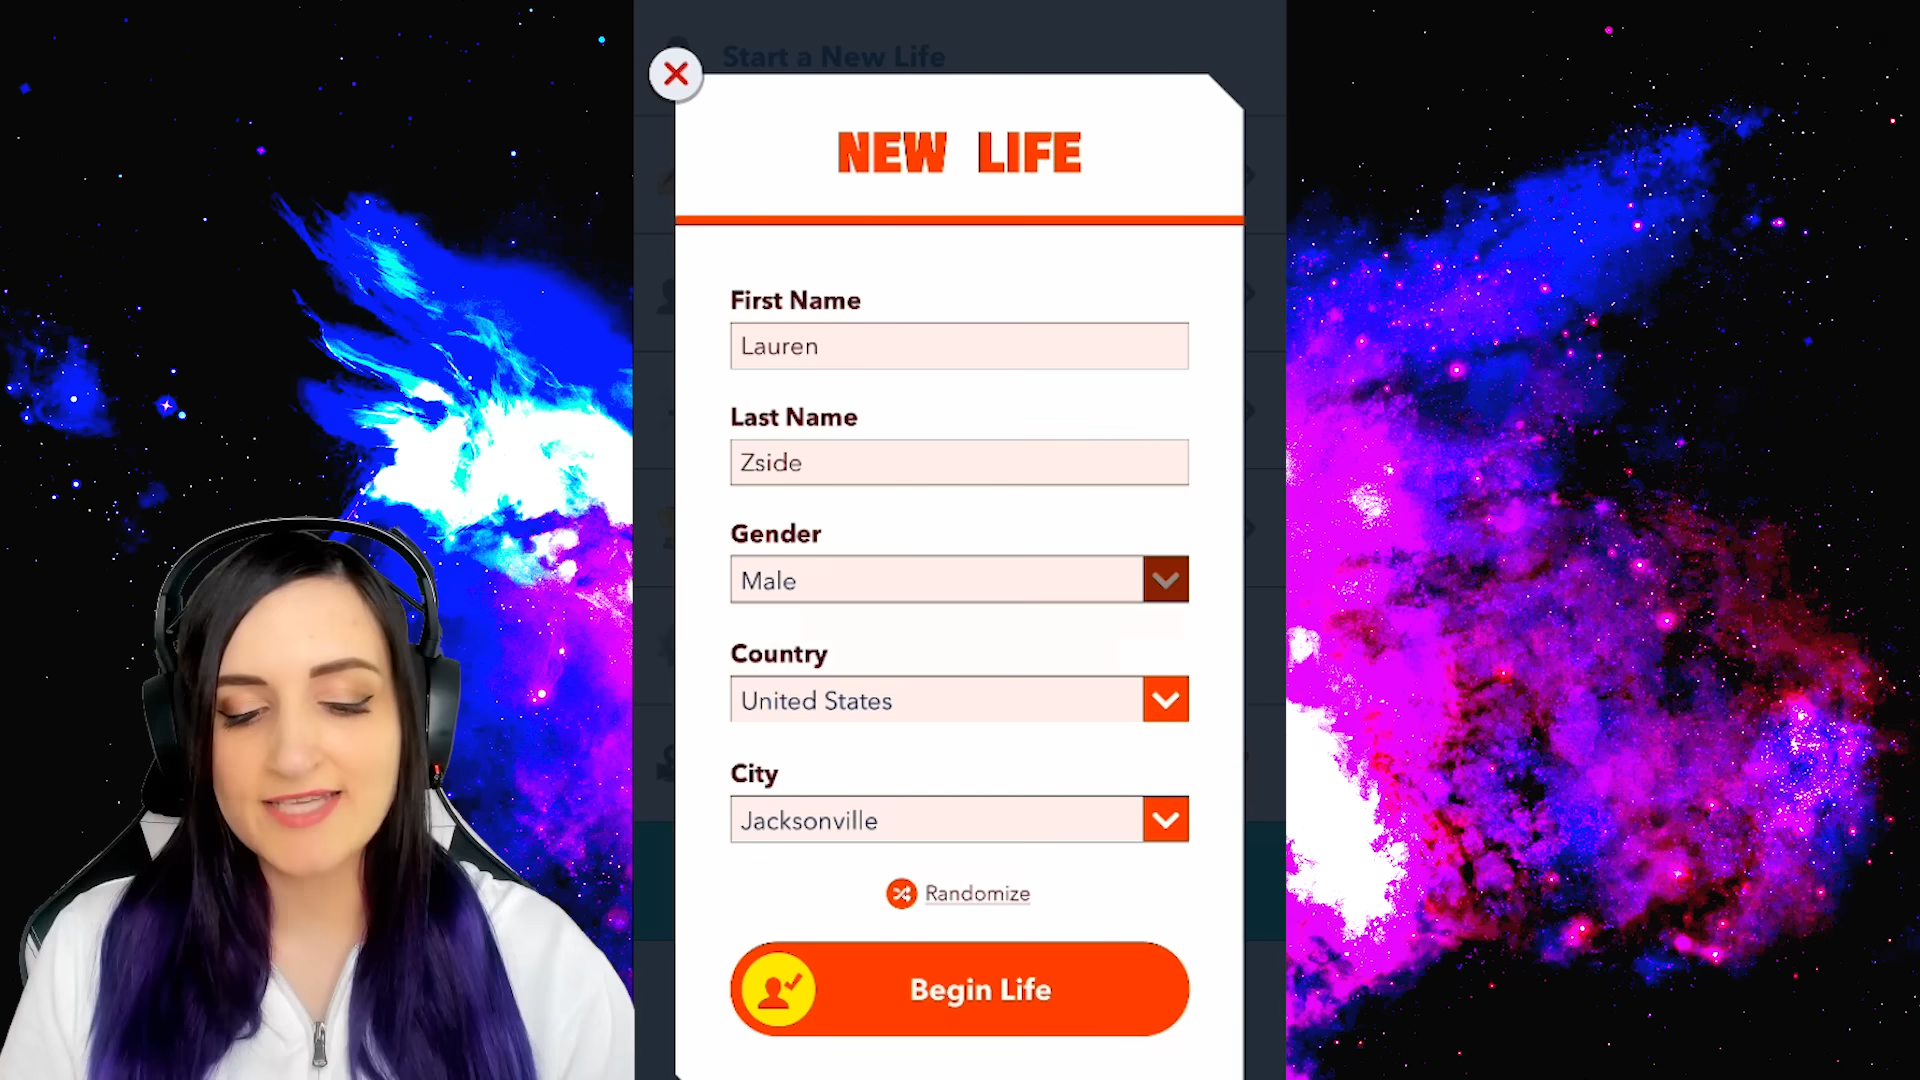 Start a New Life
NEW LIFE
First Name
Lauren
Last Name
Zside
Gender
Male
Country
United States
City
Jacksonville
Randomize
Begin Life